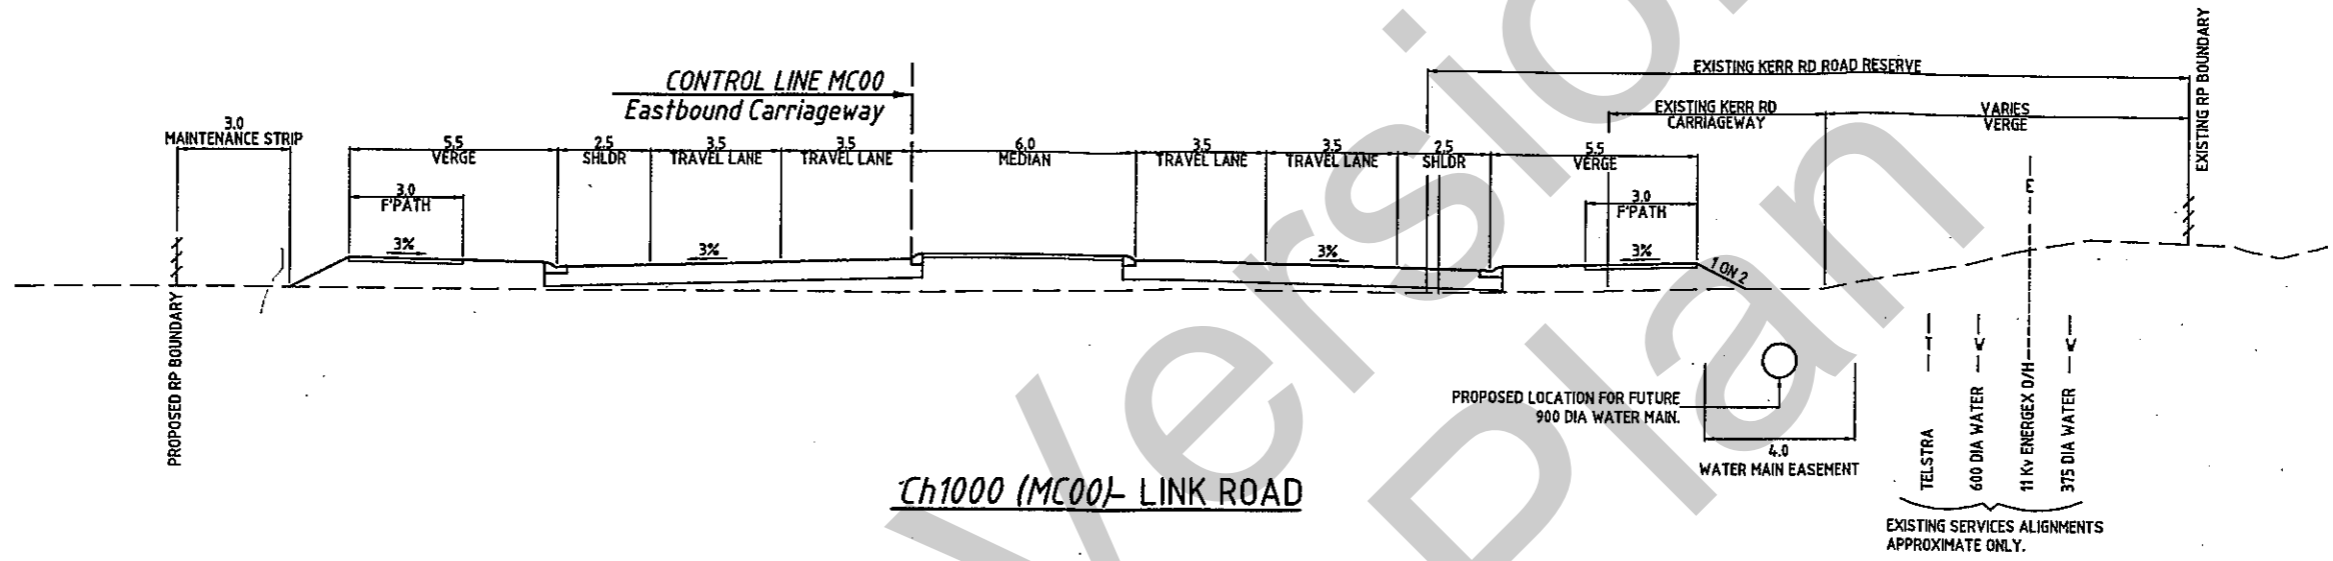 CONTROL LINE MC00
Eastbound Carriageway
EXISTING KERR RD ROAD RESERVE
EXISTING RP BOUNDARY
EXISTING KERR RD
CARRIAGEWAY
VARIES
VERGE
3.0
MAINTENANCE STRIP
5.5
VERGE
2.5
SHLDR
3.5
TRAVEL LANE
3.5
TRAVEL LANE
6.0
MEDIAN
3.5
TRAVEL LANE
3.5
TRAVEL LANE
2.5
SHLDR
5.5
VERGE
3.0
F'PATH
3.0
F'PATH
E
3%
3%
3%
3%
1 ON 2
PROPOSED RP BOUNDARY
PROPOSED LOCATION FOR FUTURE
900 DIA WATER MAIN.
4.0
WATER MAIN EASEMENT
TELSTRA T
600 DIA WATER W
11 Kv ENERGEX O/H
375 DIA WATER W
EXISTING SERVICES ALIGNMENTS
APPROXIMATE ONLY.
Ch1000 (MC00)- LINK ROAD
Version
Plan